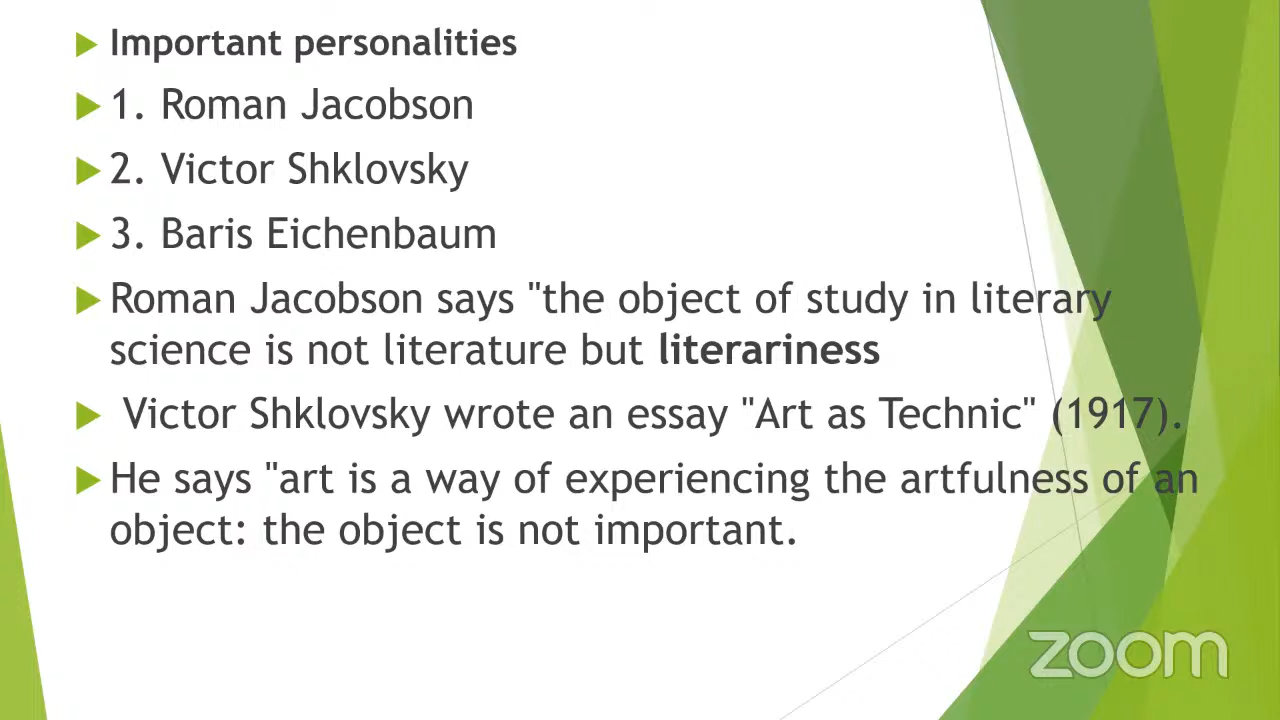 Important personalities
1. Roman Jacobson
2. Victor Shklovsky
3. Baris Eichenbaum
Roman Jacobson says "the object of study in literary
science is not literature but literariness
Victor Shklovsky wrote an essay "Art as Technic" (1917).
He says "art is a way of experiencing the artfulness of an
object: the object is not important.
zoom